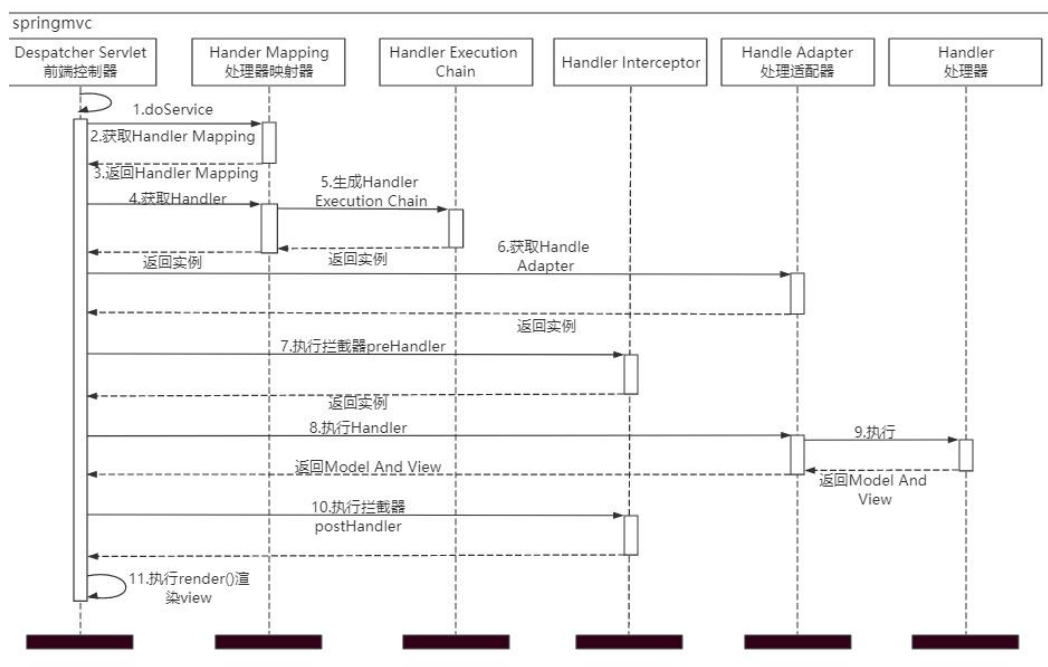 springmvc
Despatcher Servlet
前端控制器
Hander Mapping
处理器映射器
Handler Execution
Chain
Handler Interceptor
Handle Adapter
处理适配器
Handler
处理器
1.doService
2.获取Handler Mapping
3.返回Handler Mapping
4.获取Handler
5.生成Handler
Execution Chain
返回实例
返回实例
6.获取Handle
Adapter
返回实例
7.执行拦截器preHandler
返回实例
8.执行Handler
9.执行
返回Model And View
返回Model And
View
10.执行拦截器
postHandler
11.执行render()渲
染view